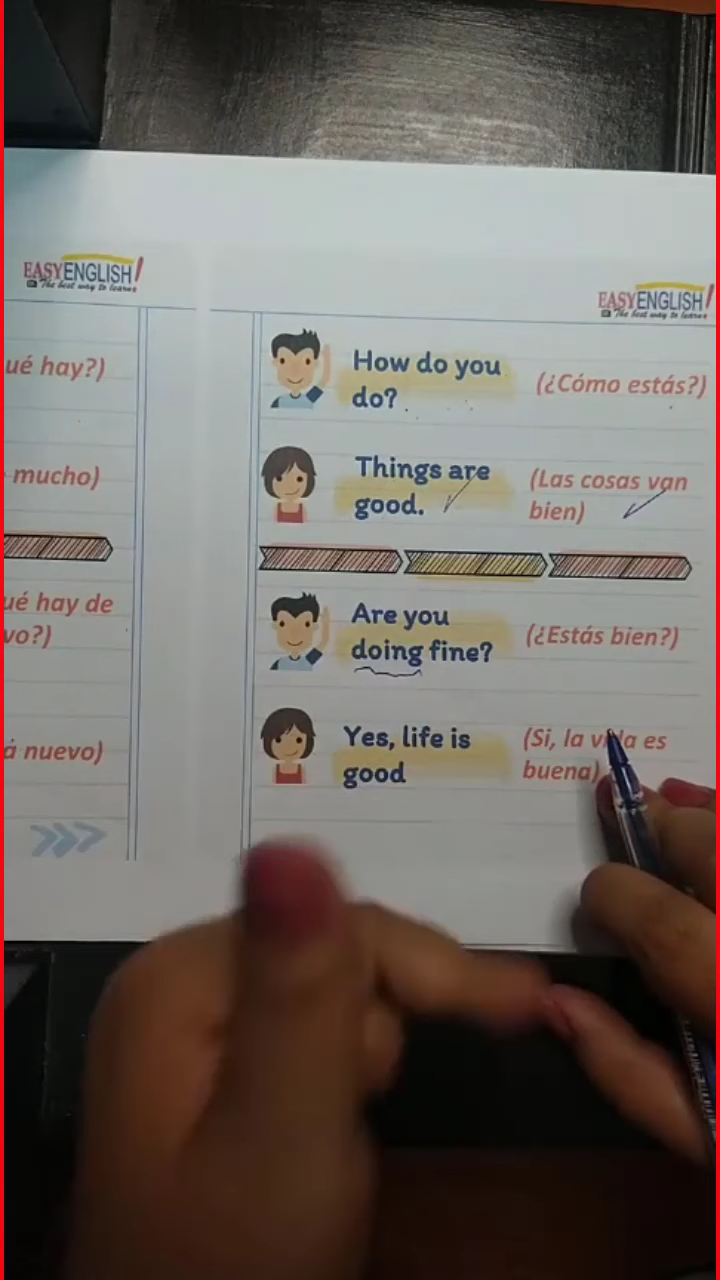 EASYENGLISH!
The best way to learn
ué hay?)
mucho)
ué hay de
vo?)
á nuevo)
EASYENGLISH!
The best way to learn
How do you
do?
(¿Cómo estás?)
Things are
good.
(Las cosas van
bien)
Are you
doing fine?
(¿Estás bien?)
Yes, life is
good
(Si, la vida es
buena)